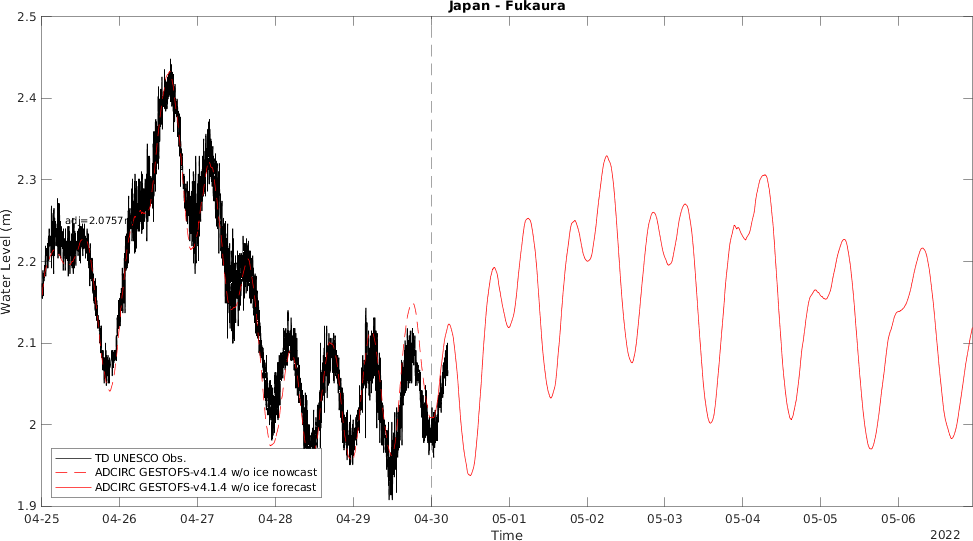 Japan - Fukaura
2.5
2.4
2.3
2.2
2.1
2
1.9
Water Level (m)
adj=2.0757
TD UNESCO Obs.
ADCIRC GESTOFS-v4.1.4 w/o ice nowcast
ADCIRC GESTOFS-v4.1.4 w/o ice forecast
04-25 04-26 04-27 04-28 04-29 04-30 05-01 05-02 05-03 05-04 05-05 05-06
Time
2022